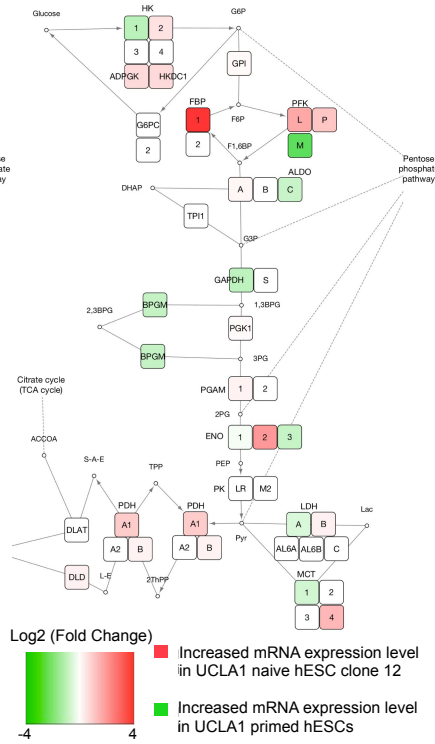 HK
Glucose
G6P
1 2
3 4
ADPGK HKDC1
GPI
G6PC
2
FBP
1
2
F6P
PFK
L P
M
F1,6BP
ALDO
A B C
DHAP
TPI1
G3P
Pentose
phosphate
pathway
se
ate
ay
GAPDH S
BPGM
2,3BPG
1,3BPG
PGK1
BPGM
3PG
PGAM 1 2
2PG
Citrate cycle
(TCA cycle)
ENO 1 2 3
ACCOA
PEP
S-A-E
TPP
PK LR M2
PDH
A1
A2 B
PDH
A1
A2 B
Pyr
LDH
A B
AL6A AL6B C
Lac
DLAT
DLD
L-E
2ThPP
MCT
1 2
3 4
Log2 (Fold Change)
-4 4
Increased mRNA expression level
in UCLA1 naive hESC clone 12
Increased mRNA expression level
in UCLA1 primed hESCs